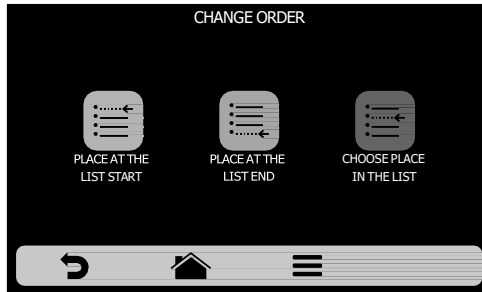 CHANGE ORDER
PLACE AT THE
LIST START
PLACE AT THE
LIST END
CHOOSE PLACE
IN THE LIST